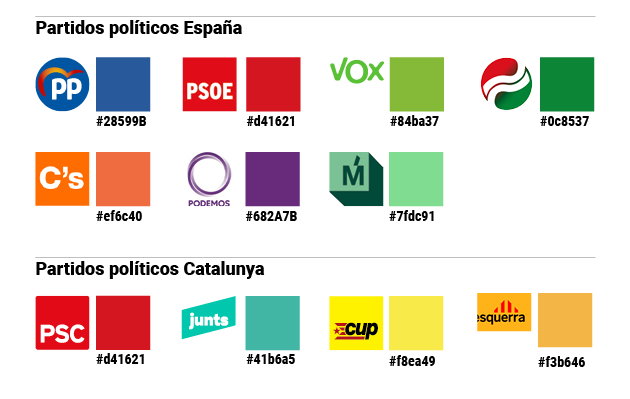 Partidos políticos España
PP
PSOE
VOX
#28599B
#d41621
#84ba37
#0c8537
C's
PODEMOS
Ḿ
#ef6c40
#682A7B
#7fdc91
Partidos políticos Catalunya
PSC
junts
cup
esquerra
#d41621
#41b6a5
#f8ea49
#f3b646